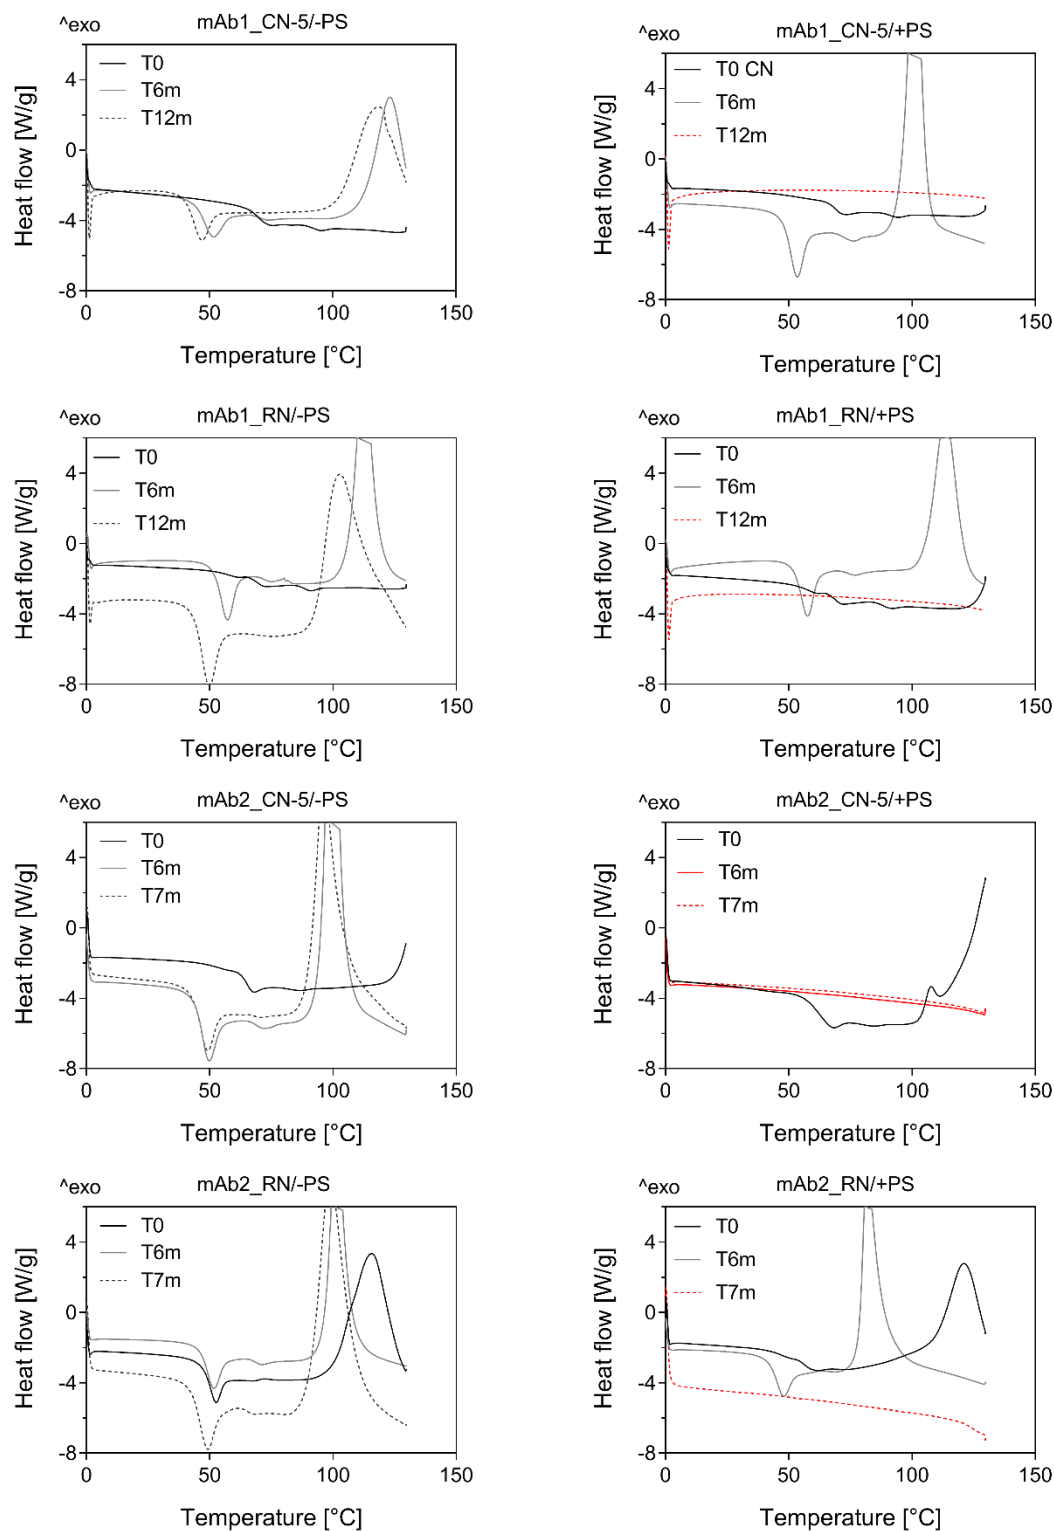 ^exo
mAb1_CN-5/-PS
T0
T6m
T12m
4
0
-4
-8
0
50
100
150
Heat flow [W/g]
Temperature [°C]
^exo
mAb1_CN-5/+PS
T0 CN
T6m
T12m
4
0
-4
-8
0
50
100
150
Heat flow [W/g]
Temperature [°C]
^exo
mAb1_RN/-PS
T0
T6m
T12m
4
0
-4
-8
0
50
100
150
Heat flow [W/g]
Temperature [°C]
^exo
mAb1_RN/+PS
T0
T6m
T12m
4
0
-4
-8
0
50
100
150
Heat flow [W/g]
Temperature [°C]
^exo
mAb2_CN-5/-PS
T0
T6m
T7m
4
0
-4
-8
0
50
100
150
Heat flow [W/g]
Temperature [°C]
^exo
mAb2_CN-5/+PS
T0
T6m
T7m
4
0
-4
-8
0
50
100
150
Heat flow [W/g]
Temperature [°C]
^exo
mAb2_RN/-PS
T0
T6m
T7m
4
0
-4
-8
0
50
100
150
Heat flow [W/g]
Temperature [°C]
^exo
mAb2_RN/+PS
T0
T6m
T7m
4
0
-4
-8
0
50
100
150
Heat flow [W/g]
Temperature [°C]